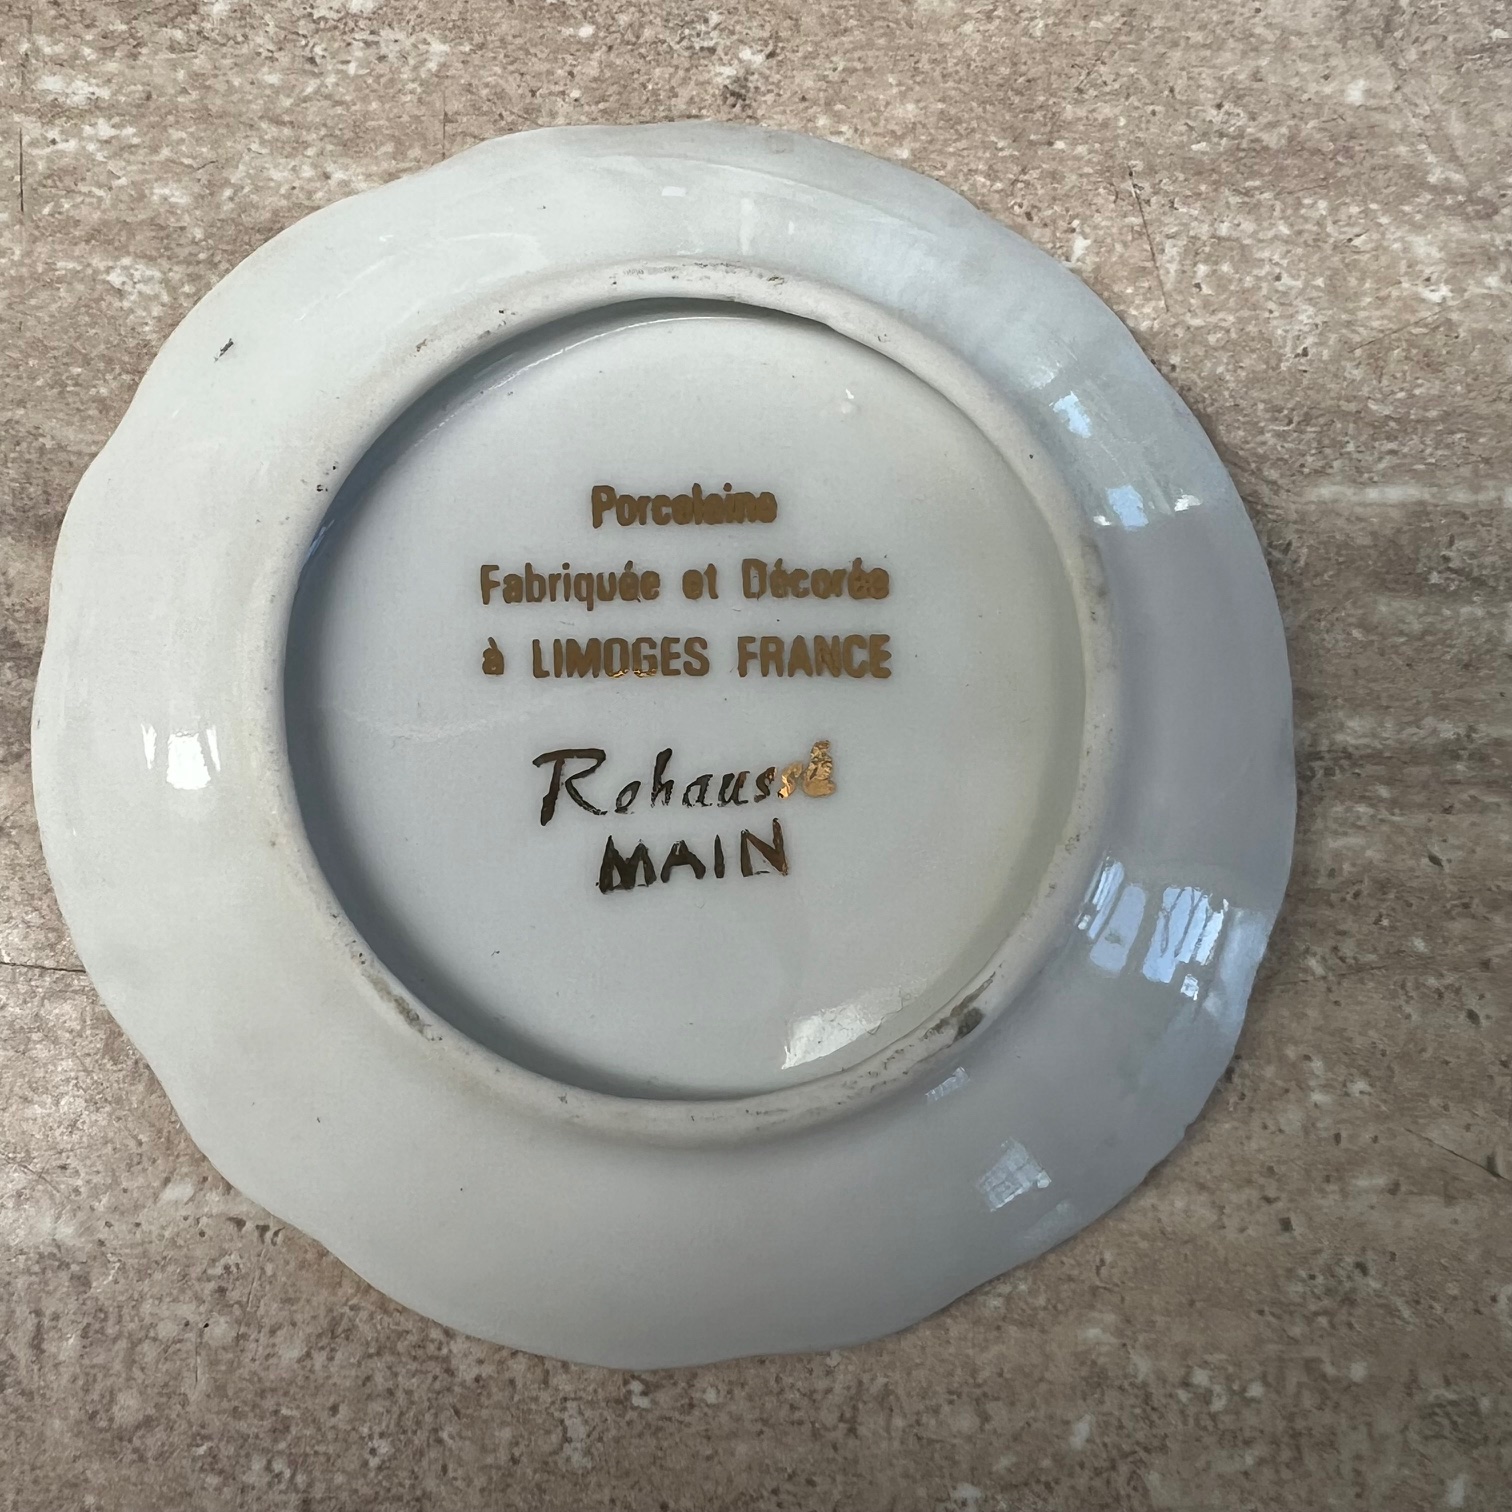 Porcelaine
Fabriquée et Décorée
à LIMOGES FRANCE
Rehaussé
MAIN